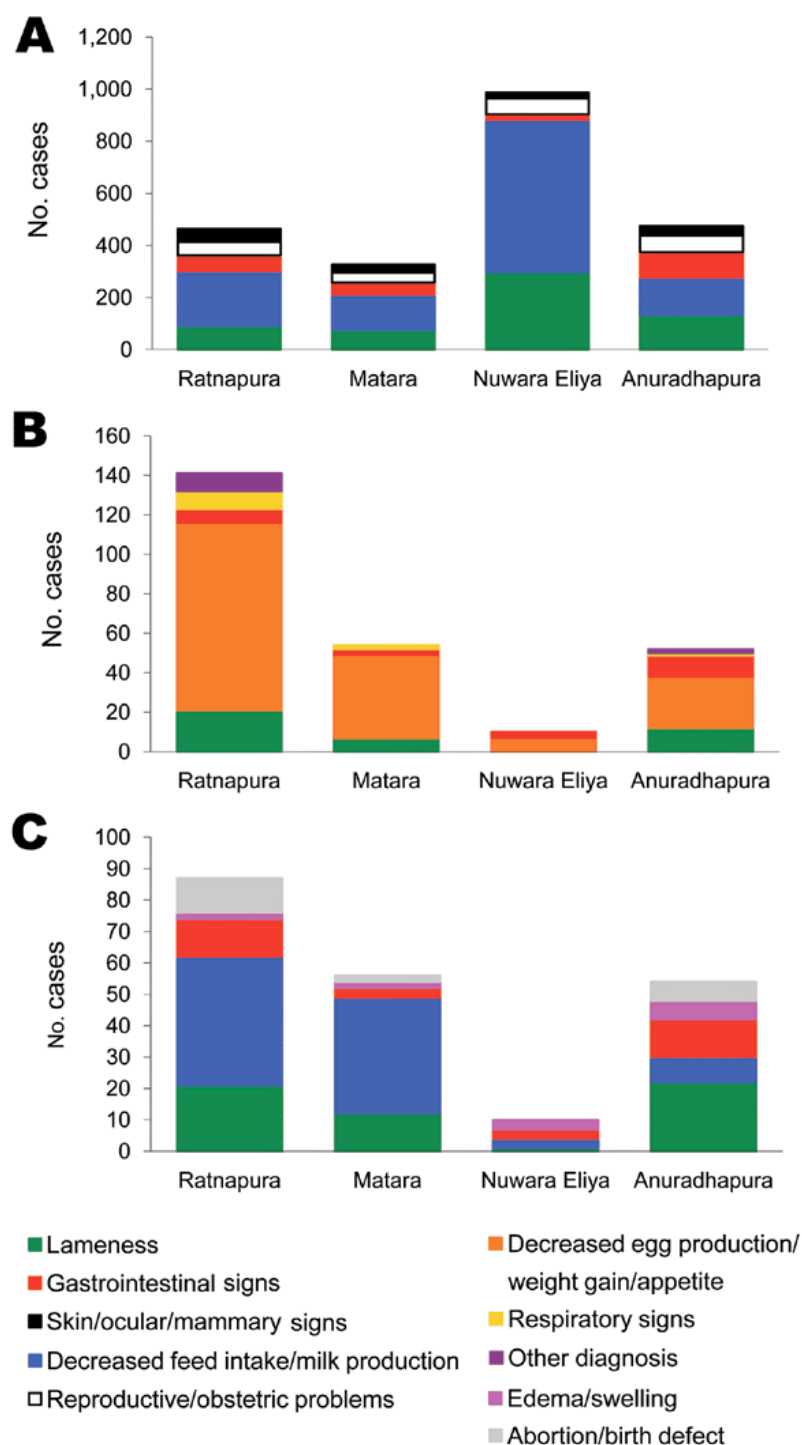 A
No. cases
1,200
1,000
800
600
400
200
0
Ratnapura Matara Nuwara Eliya Anuradhapura
B
No. cases
160
140
120
100
80
60
40
20
0
Ratnapura Matara Nuwara Eliya Anuradhapura
C
No. cases
100
90
80
70
60
50
40
30
20
10
0
Ratnapura Matara Nuwara Eliya Anuradhapura
Lameness
Gastrointestinal signs
Skin/ocular/mammary signs
Decreased feed intake/milk production
Reproductive/obstetric problems
Decreased egg production/
weight gain/appetite
Respiratory signs
Other diagnosis
Edema/swelling
Abortion/birth defect